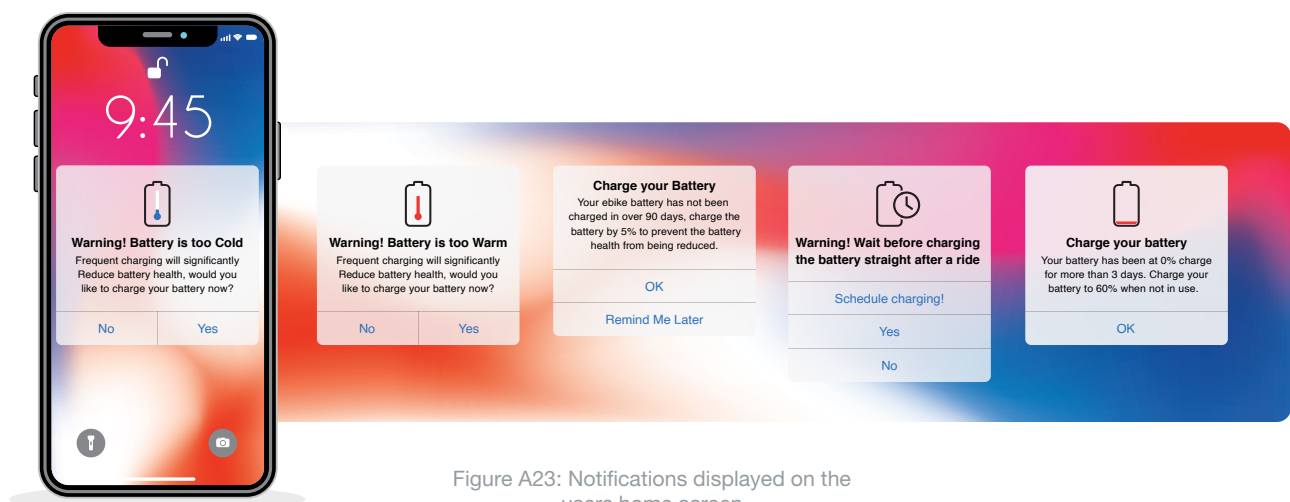 9:45
Warning! Battery is too Cold
Frequent charging will significantly
Reduce battery health, would you
like to charge your battery now?
No Yes
Warning! Battery is too Warm
Frequent charging will significantly
Reduce battery health, would you
like to charge your battery now?
No Yes
Charge your Battery
Your ebike battery has not been
charged in over 90 days, charge the
battery by 5% to prevent the battery
health from being reduced.
OK
Remind Me Later
Warning! Wait before charging
the battery straight after a ride
Schedule charging!
Yes
No
Charge your battery
Your battery has been at 0% charge
for more than 3 days. Charge your
battery to 60% when not in use.
OK
Figure A23: Notifications displayed on the
users home screen